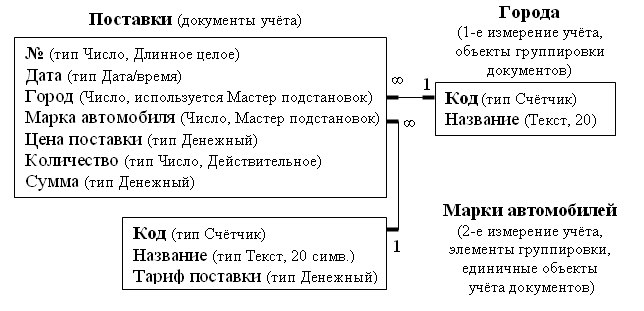 Поставки (документы учёта)
№ (тип Число, Длинное целое)
Дата (тип Дата/время)
Город (Число, используется Мастер подстановок)
Марка автомобиля (Число, Мастер подстановок)
Цена поставки (тип Денежный)
Количество (тип Число, Действительное)
Сумма (тип Денежный)
∞
1
∞
1
Города
(1-е измерение учёта,
объекты группировки
документов)
Код (тип Счётчик)
Название (Текст, 20)
Код (тип Счётчик)
Название (тип Текст, 20 симв.)
Тариф поставки (тип Денежный)
Марки автомобилей
(2-е измерение учёта,
элементы группировки,
единичные объекты
учёта документов)